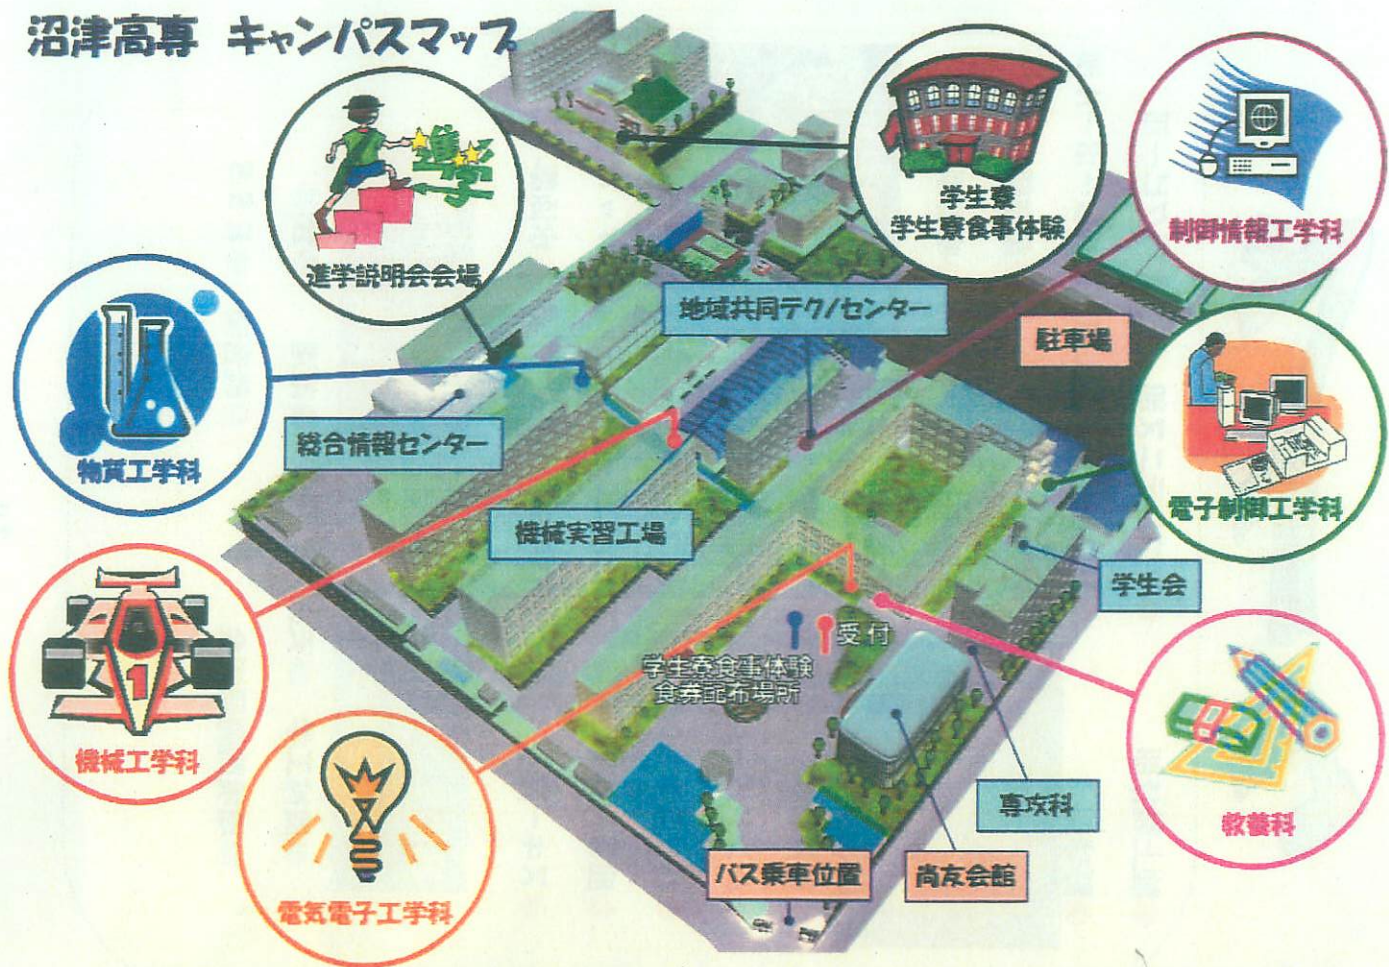 沼津高専 キャンパスマップ
進学
進学説明会会場
学生寮
学生寮食事体験
制御情報工学科
地域共同テクノセンター
駐車場
物質工学科
総合情報センター
機械実習工場
電子制御工学科
学生会
受付
学生寮食事体験
食券配布場所
1
機械工学科
専攻科
教養科
バス乗車位置
尚友会館
電気電子工学科